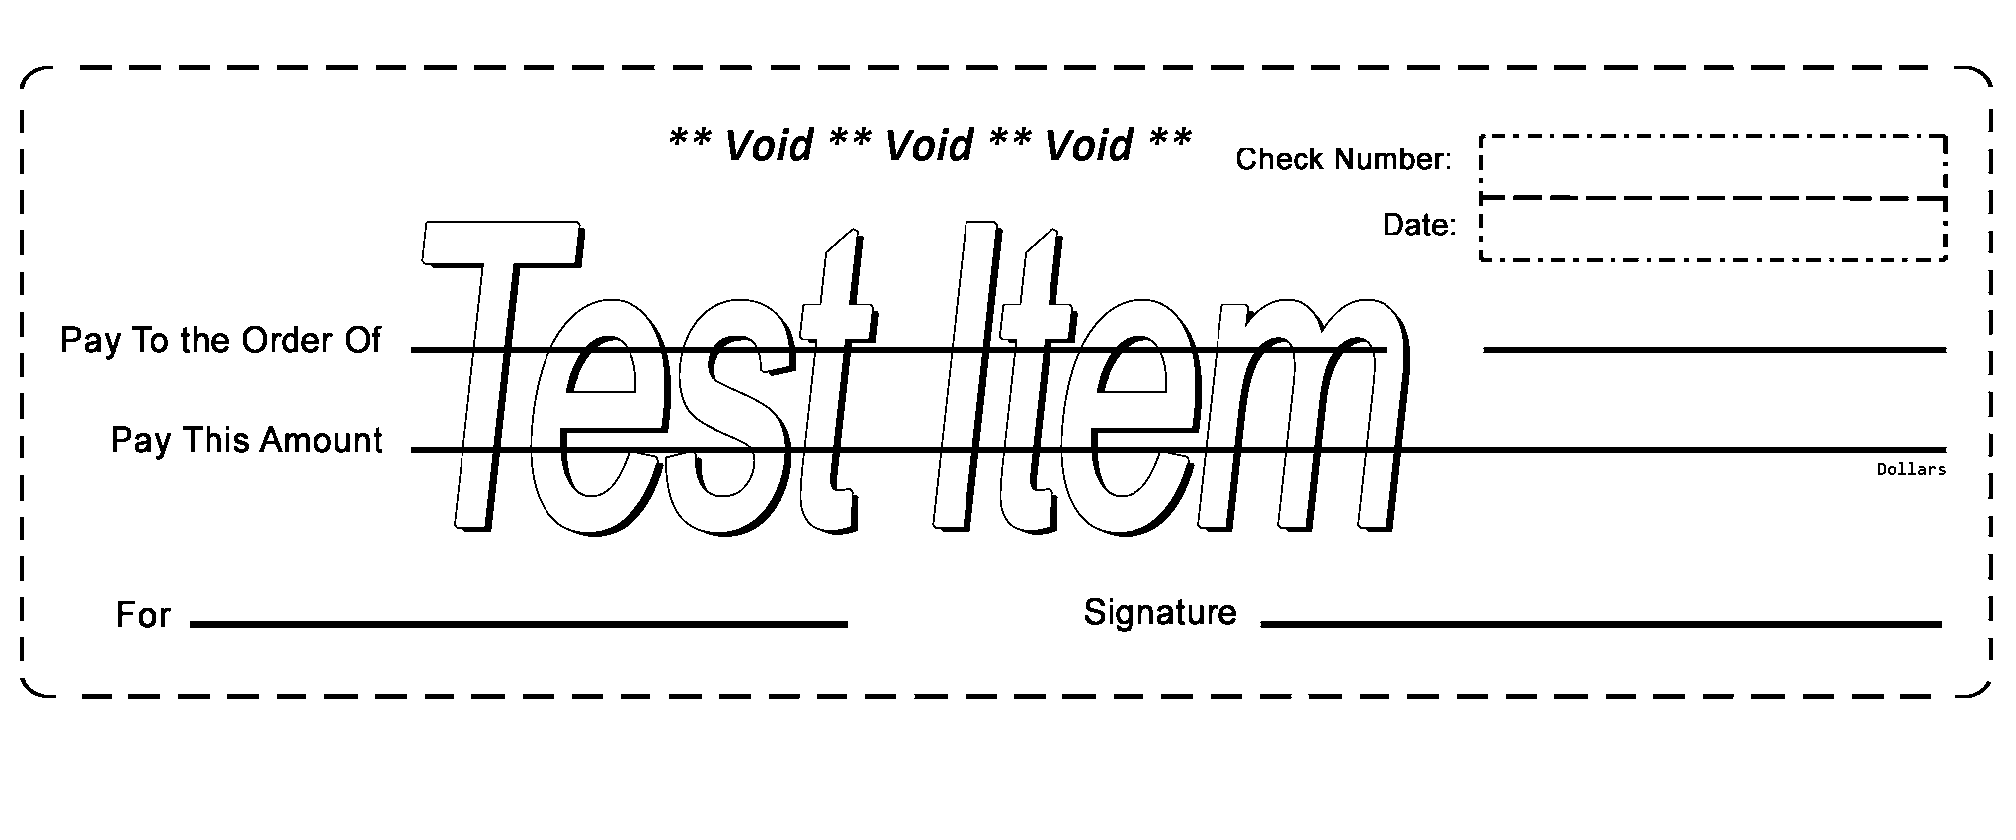 ** Void ** Void ** Void **
Check Number:
Date:
Test Item
Pay To the Order Of
Pay This Amount
Dollars
For
Signature